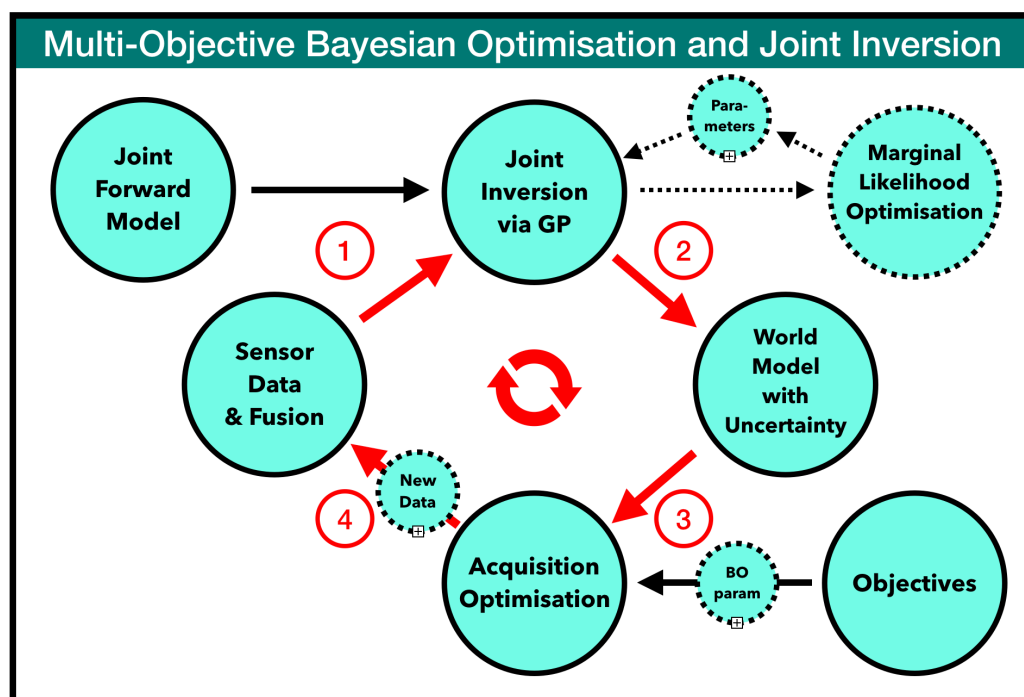 Multi-Objective Bayesian Optimisation and Joint Inversion
Joint
Forward
Model
Joint
Inversion
via GP
Para-
meters
Marginal
Likelihood
Optimisation
1
2
Sensor
Data
& Fusion
World
Model
with
Uncertainty
New
Data
4
3
Acquisition
Optimisation
BO
param
Objectives